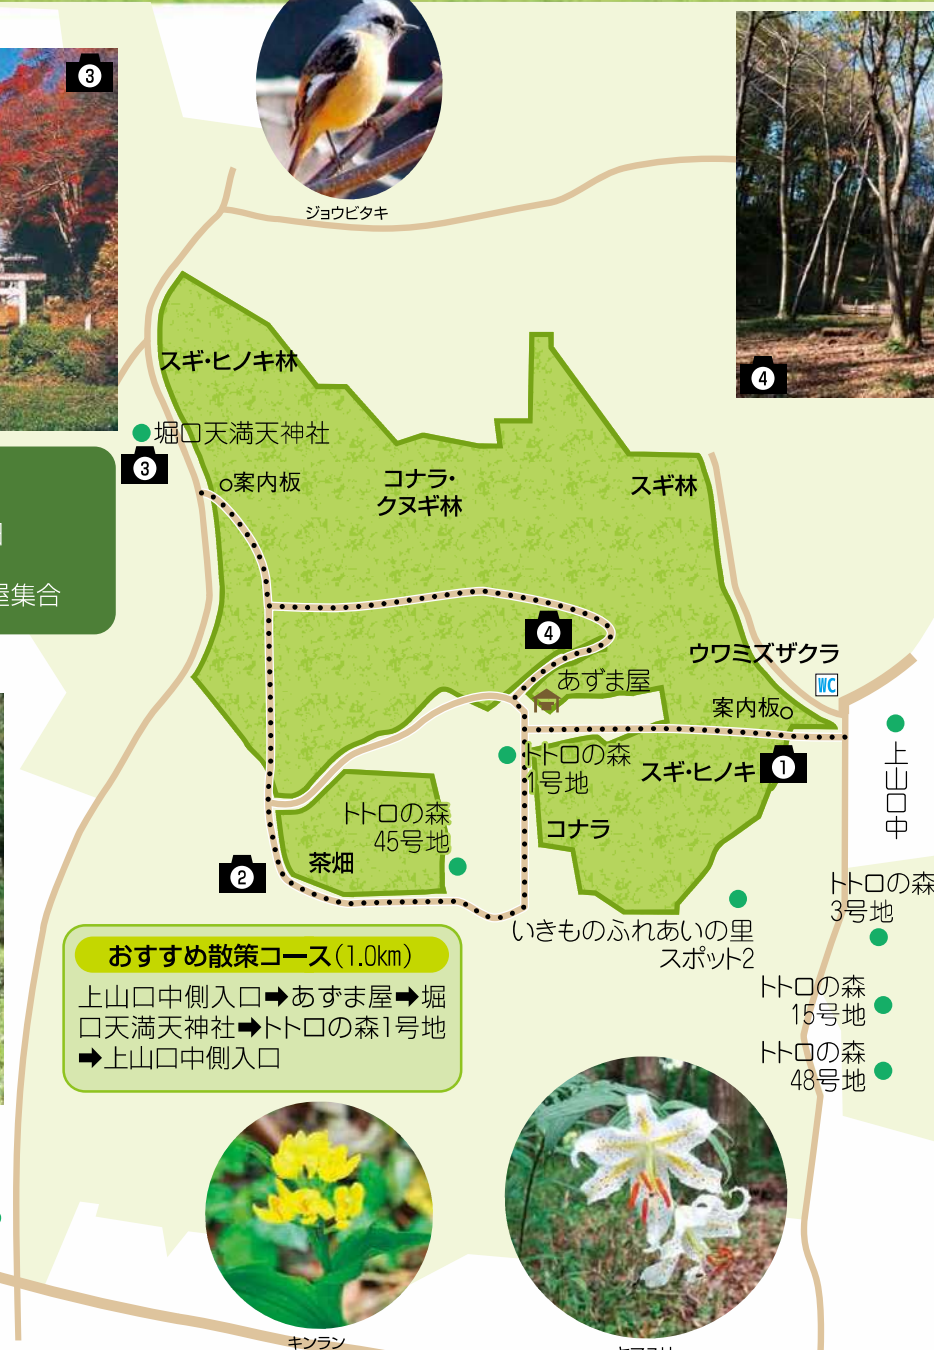 3
ジョウビタキ
4
スギ・ヒノキ林
堀口天満天神社
3
案内板
コナラ・
クヌギ林
スギ林
屋集合
4
ウワミズザクラ
あずま屋
WC
案内板
トトロの森
1号地
スギ・ヒノキ
1
上山口中
トトロの森
45号地
コナラ
茶畑
2
トトロの森
3号地
いきものふれあいの里
スポット2
おすすめ散策コース(1.0km)
上山口中側入口➡あずま屋➡堀
口天満天神社➡トトロの森1号地
➡上山口中側入口
トトロの森
15号地
トトロの森
48号地
キンラン